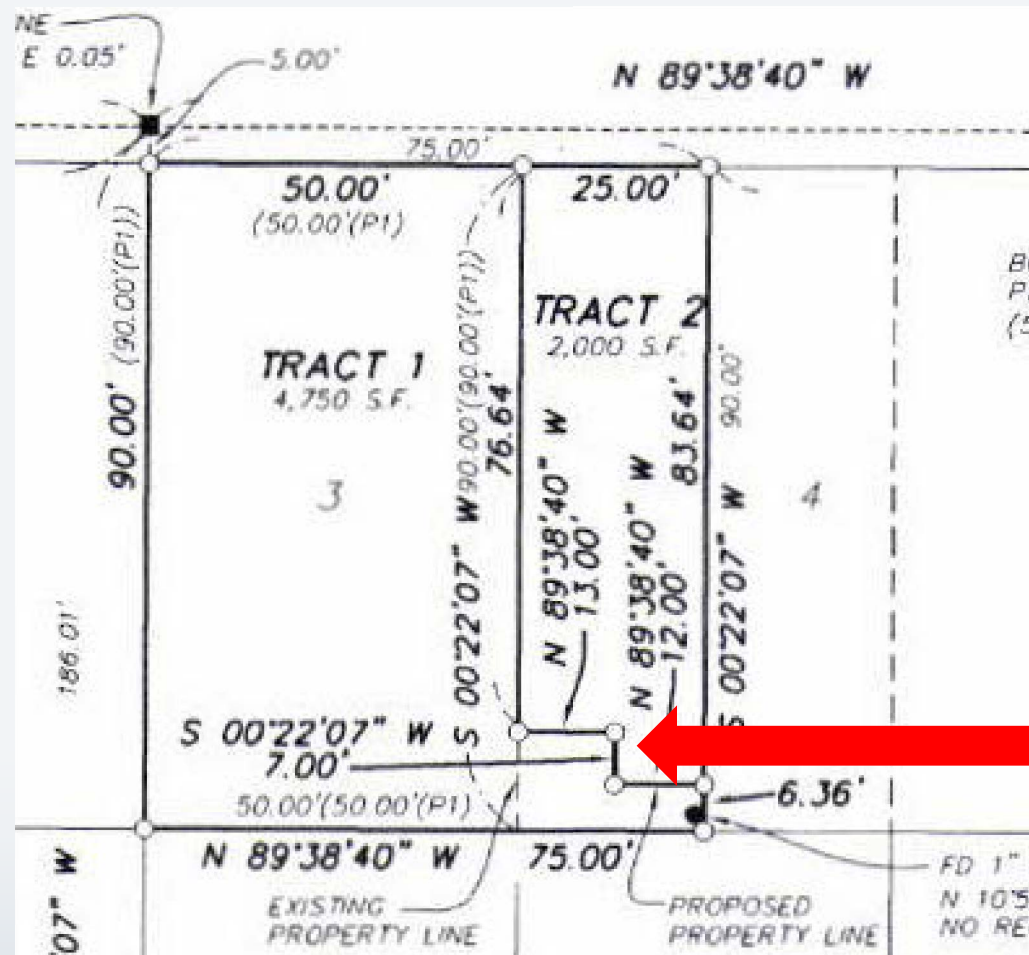 NE
E 0.05'
5.00'
N 89°38'40" W
75.00'
50.00'
(50.00'(P1)
25.00'
90.00' (90.00'(P1))
90.00'(90.00'(P1))
TRACT 1
4,750 S.F.
TRACT 2
2,000 S.F.
76.64'
83.64'
90.00'
3
4
S 00°22'07" W
N 89°38'40" W
13.00'
N 89°38'40" W
12.00'
S 00°22'07" W
186.01'
S 00°22'07" W
7.00'
6.36'
50.00'(50.00'(P1)
N 89°38'40" W
75.00'
EXISTING
PROPERTY LINE
PROPOSED
PROPERTY LINE
FD 1"
N 10°5
NO RE
07" W